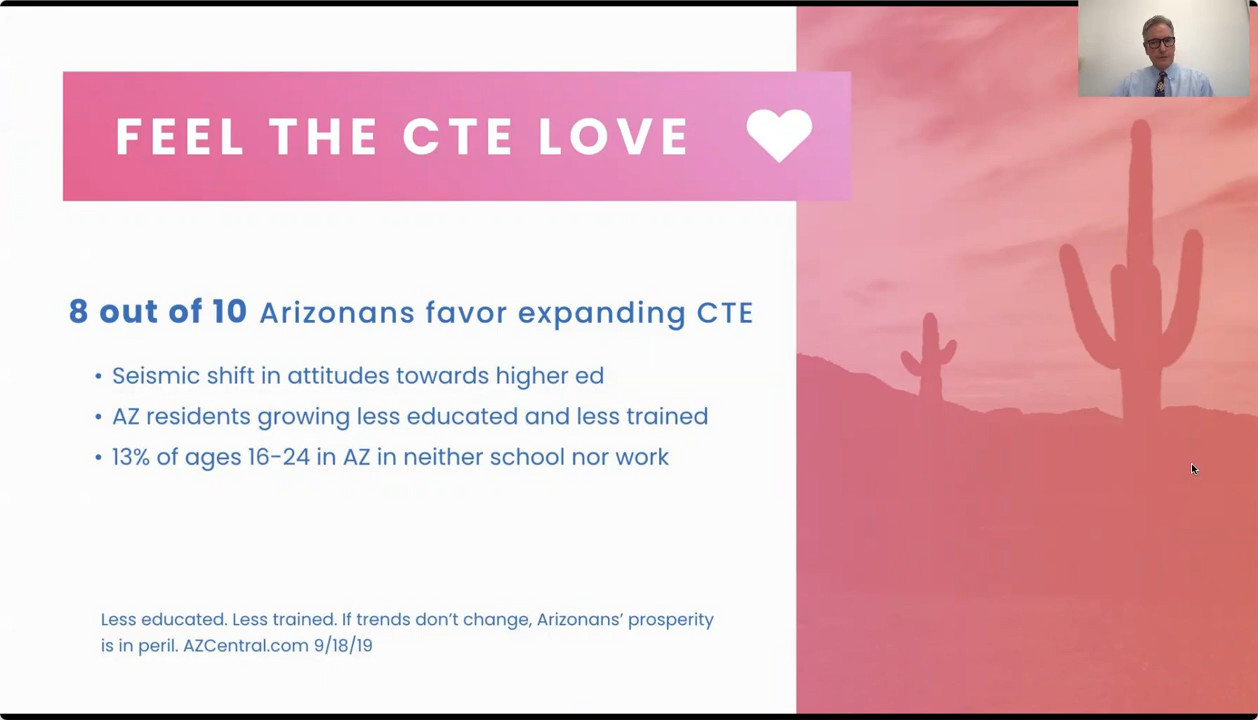 FEEL THE CTE LOVE
8 out of 10 Arizonans favor expanding CTE
• Seismic shift in attitudes towards higher ed
• AZ residents growing less educated and less trained
• 13% of ages 16-24 in AZ in neither school nor work
Less educated. Less trained. If trends don’t change, Arizonans’ prosperity
is in peril. AZCentral.com 9/18/19